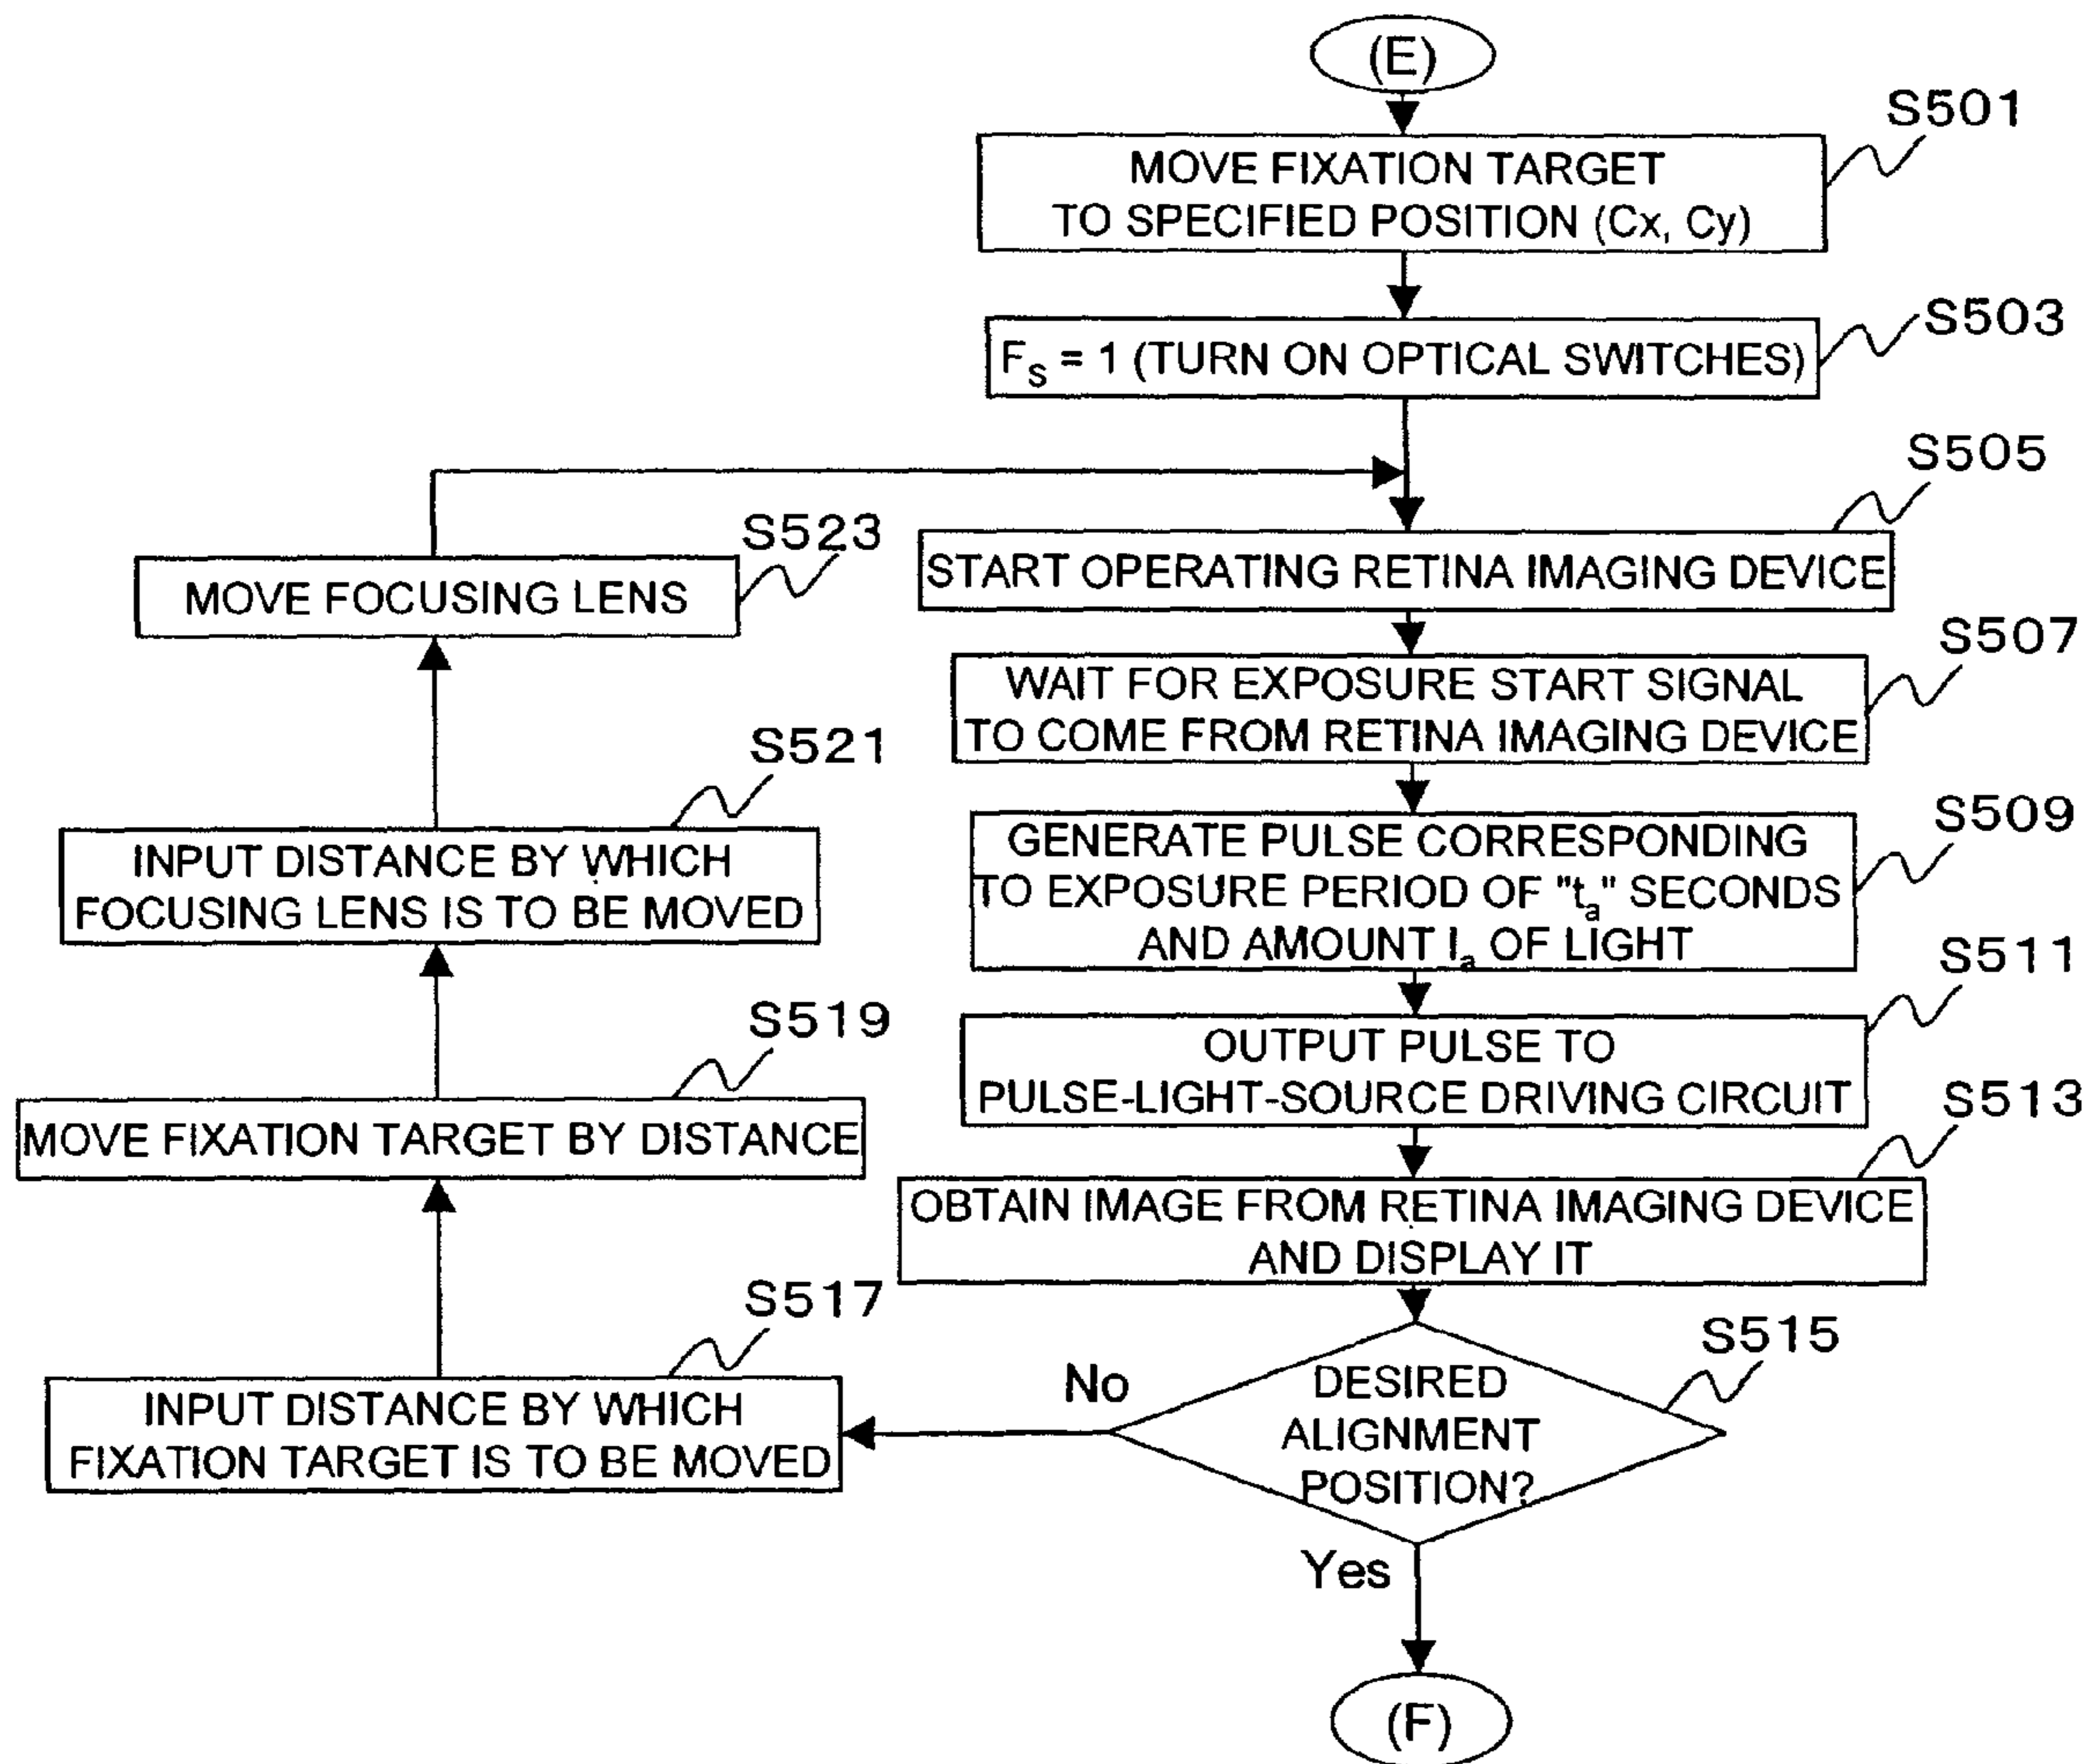 (E)
S501
MOVE FIXATION TARGET
TO SPECIFIED POSITION (Cx, Cy)
S503
Fs = 1 (TURN ON OPTICAL SWITCHES)
S505
START OPERATING RETINA IMAGING DEVICE
S507
WAIT FOR EXPOSURE START SIGNAL
TO COME FROM RETINA IMAGING DEVICE
S509
GENERATE PULSE CORRESPONDING
TO EXPOSURE PERIOD OF "ta" SECONDS
AND AMOUNT Ia OF LIGHT
S511
OUTPUT PULSE TO
PULSE-LIGHT-SOURCE DRIVING CIRCUIT
S513
OBTAIN IMAGE FROM RETINA IMAGING DEVICE
AND DISPLAY IT
S515
DESIRED
ALIGNMENT
POSITION?
No
Yes
S517
INPUT DISTANCE BY WHICH
FIXATION TARGET IS TO BE MOVED
S519
MOVE FIXATION TARGET BY DISTANCE
S521
INPUT DISTANCE BY WHICH
FOCUSING LENS IS TO BE MOVED
S523
MOVE FOCUSING LENS
(F)